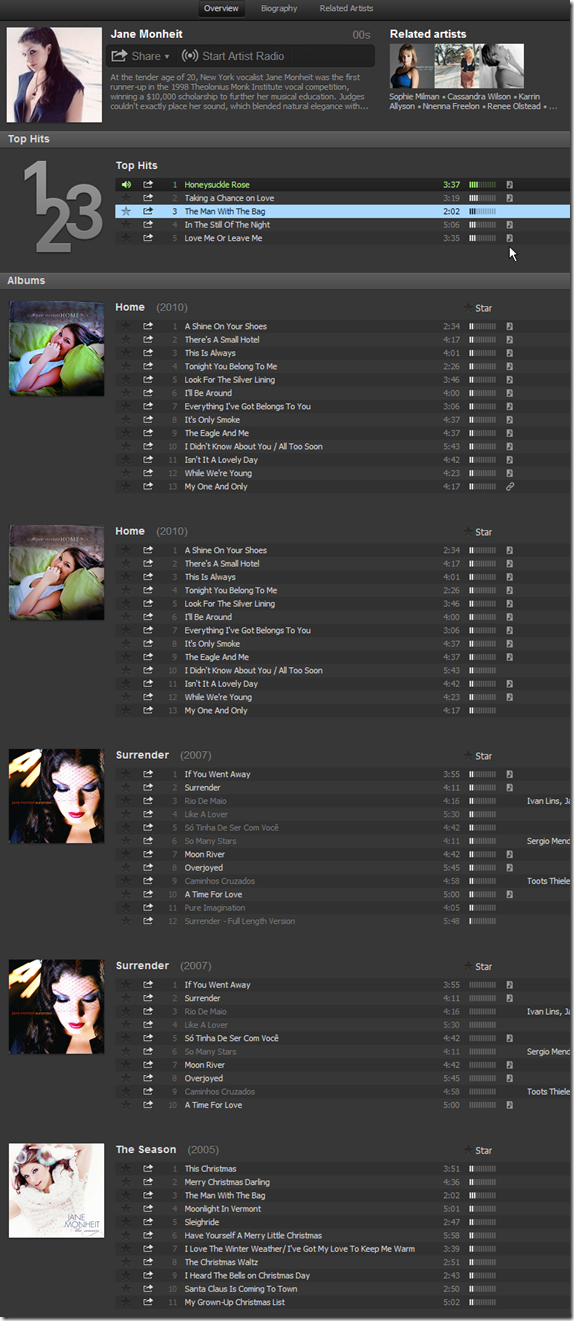 Overview Biography Related Artists
Jane Monheit 00s
Share Start Artist Radio
At the tender age of 20, New York vocalist Jane Monheit was the first
runner-up in the 1998 Thelonious Monk Institute vocal competition,
winning a $10,000 scholarship to further her musical education. Judges
couldn't exactly place her sound, which blended natural elegance with...
Related artists
Sophie Milman • Cassandra Wilson • Karrin
Allyson • Nnenna Freelon • Renee Olstead • ...
Top Hits
123
Top Hits
1 Honeysuckle Rose 3:37
2 Taking a Chance on Love 3:19
3 The Man With The Bag 2:02
4 In The Still Of The Night 5:06
5 Love Me Or Leave Me 3:35
Albums
HOME
Home (2010) Star
1 A Shine On Your Shoes 2:34
2 There's A Small Hotel 4:17
3 This Is Always 4:01
4 Tonight You Belong To Me 2:26
5 Look For The Silver Lining 3:46
6 I'll Be Around 4:00
7 Everything I've Got Belongs To You 3:06
8 It's Only Smoke 4:37
9 The Eagle And Me 4:37
10 I Didn't Know About You / All Too Soon 5:43
11 Isn't It A Lovely Day 4:42
12 While We're Young 4:23
13 My One And Only 4:17
HOME
Home (2010) Star
1 A Shine On Your Shoes 2:34
2 There's A Small Hotel 4:17
3 This Is Always 4:01
4 Tonight You Belong To Me 2:26
5 Look For The Silver Lining 3:46
6 I'll Be Around 4:00
7 Everything I've Got Belongs To You 3:06
8 It's Only Smoke 4:37
9 The Eagle And Me 4:37
10 I Didn't Know About You / All Too Soon 5:43
11 Isn't It A Lovely Day 4:42
12 While We're Young 4:23
13 My One And Only 4:17
Surrender (2007) Star
1 If You Went Away 3:55
2 Surrender 4:11
3 Rio De Maio 4:16 Ivan Lins, Ja
4 Like A Lover 5:30
5 Só Tinha De Ser Com Você 4:42
6 So Many Stars 4:11 Sergio Mend
7 Moon River 4:42
8 Overjoyed 5:45
9 Caminhos Cruzados 4:58 Toots Thiele
10 A Time For Love 5:00
11 Pure Imagination 4:05
12 Surrender - Full Length Version 5:48
Surrender (2007) Star
1 If You Went Away 3:55
2 Surrender 4:11
3 Rio De Maio 4:16 Ivan Lins, Ja
4 Like A Lover 5:30
5 Só Tinha De Ser Com Você 4:42
6 So Many Stars 4:11 Sergio Mend
7 Moon River 4:42
8 Overjoyed 5:45
9 Caminhos Cruzados 4:58 Toots Thiele
10 A Time For Love 5:00
JANE
MONHEIT
the season
The Season (2005) Star
1 This Christmas 3:51
2 Merry Christmas Darling 4:36
3 The Man With The Bag 2:02
4 Moonlight In Vermont 5:01
5 Sleighride 2:47
6 Have Yourself A Merry Little Christmas 5:58
7 I Love The Winter Weather/ I've Got My Love To Keep Me Warm 3:39
8 The Christmas Waltz 2:51
9 I Heard The Bells on Christmas Day 2:43
10 Santa Claus Is Coming To Town 2:50
11 My Grown-Up Christmas List 5:02